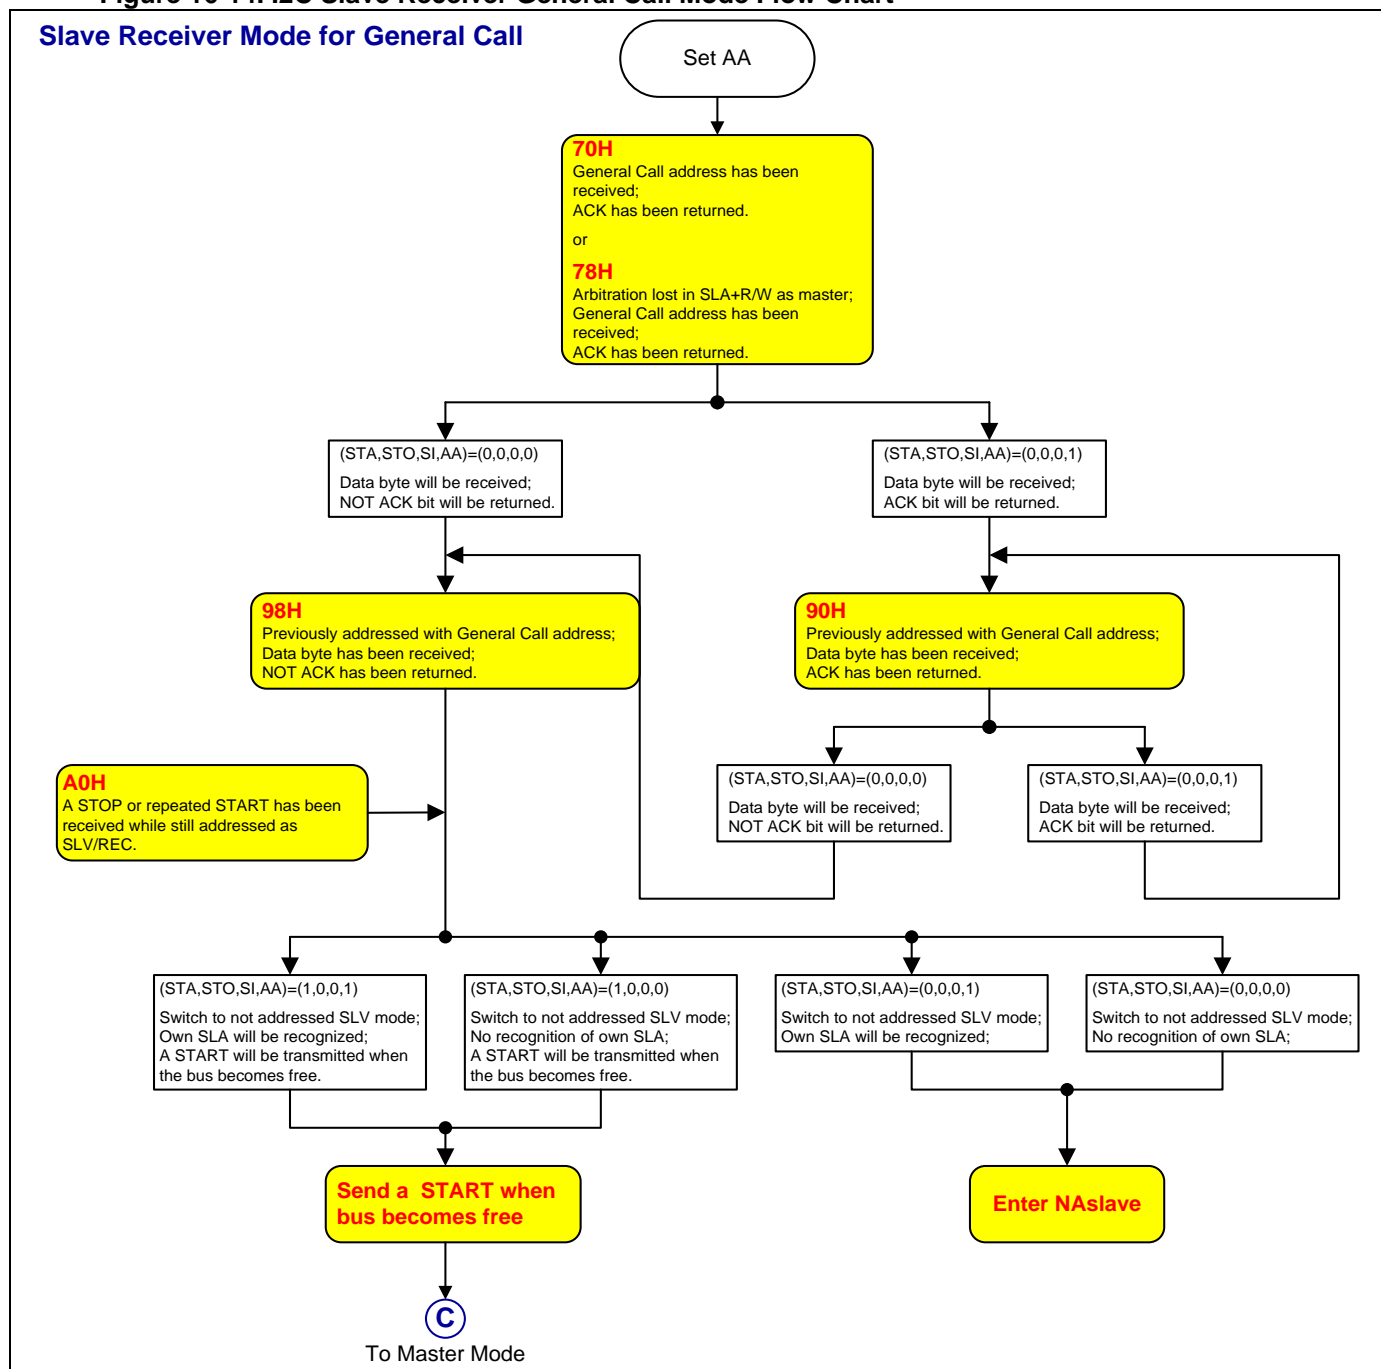 Slave Receiver Mode for General Call
Set AA
70H
General Call address has been
received;
ACK has been returned.
or
78H
Arbitration lost in SLA+R/W as master;
General Call address has been
received;
ACK has been returned.
(STA,STO,SI,AA)=(0,0,0,0)
Data byte will be received;
NOT ACK bit will be returned.
(STA,STO,SI,AA)=(0,0,0,1)
Data byte will be received;
ACK bit will be returned.
98H
Previously addressed with General Call address;
Data byte has been received;
NOT ACK has been returned.
90H
Previously addressed with General Call address;
Data byte has been received;
ACK has been returned.
A0H
A STOP or repeated START has been
received while still addressed as
SLV/REC.
(STA,STO,SI,AA)=(0,0,0,0)
Data byte will be received;
NOT ACK bit will be returned.
(STA,STO,SI,AA)=(0,0,0,1)
Data byte will be received;
ACK bit will be returned.
(STA,STO,SI,AA)=(1,0,0,1)
Switch to not addressed SLV mode;
Own SLA will be recognized;
A START will be transmitted when
the bus becomes free.
(STA,STO,SI,AA)=(1,0,0,0)
Switch to not addressed SLV mode;
No recognition of own SLA;
A START will be transmitted when
the bus becomes free.
(STA,STO,SI,AA)=(0,0,0,1)
Switch to not addressed SLV mode;
Own SLA will be recognized;
(STA,STO,SI,AA)=(0,0,0,0)
Switch to not addressed SLV mode;
No recognition of own SLA;
Send a START when
bus becomes free
Enter NAslave
C
To Master Mode